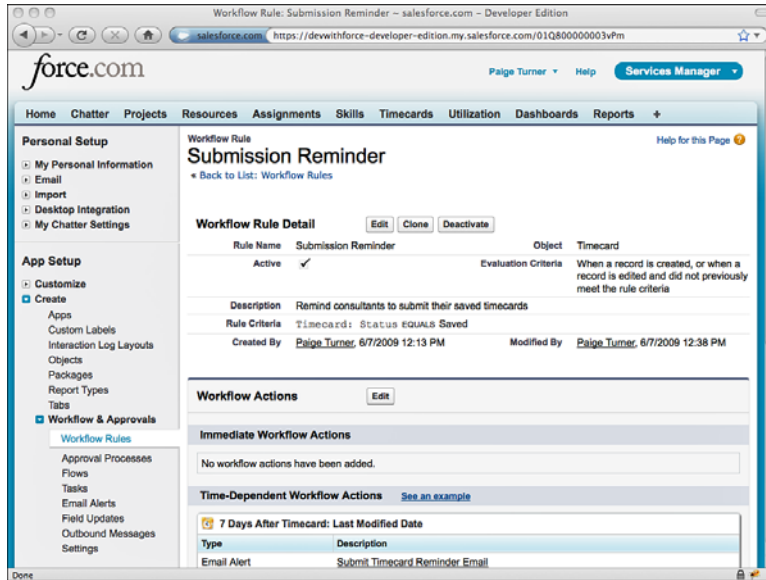 Workflow Rule: Submission Reminder ~ salesforce.com - Developer Edition
salesforce.com https://devwithforce-developer-edition.my.salesforce.com/01Q800000003vPm
force.com
Paige Turner Help Services Manager
Home Chatter Projects Resources Assignments Skills Timecards Utilization Dashboards Reports +
Personal Setup
My Personal Information
Email
Import
Desktop Integration
My Chatter Settings
App Setup
Customize
Create
Apps
Custom Labels
Interaction Log Layouts
Objects
Packages
Report Types
Tabs
Workflow & Approvals
Workflow Rules
Approval Processes
Flows
Tasks
Email Alerts
Field Updates
Outbound Messages
Settings
Workflow Rule
Submission Reminder
« Back to List: Workflow Rules
Help for this Page
Workflow Rule Detail Edit Clone Deactivate
Rule Name Submission Reminder Object Timecard
Active ✓ Evaluation Criteria When a record is created, or when a
record is edited and did not previously
meet the rule criteria
Description Remind consultants to submit their saved timecards
Rule Criteria Timecard: Status EQUALS Saved
Created By Paige Turner, 6/7/2009 12:13 PM Modified By Paige Turner, 6/7/2009 12:38 PM
Workflow Actions Edit
Immediate Workflow Actions
No workflow actions have been added.
Time-Dependent Workflow Actions See an example
7 Days After Timecard: Last Modified Date
Type Description
Email Alert Submit Timecard Reminder Email
Done